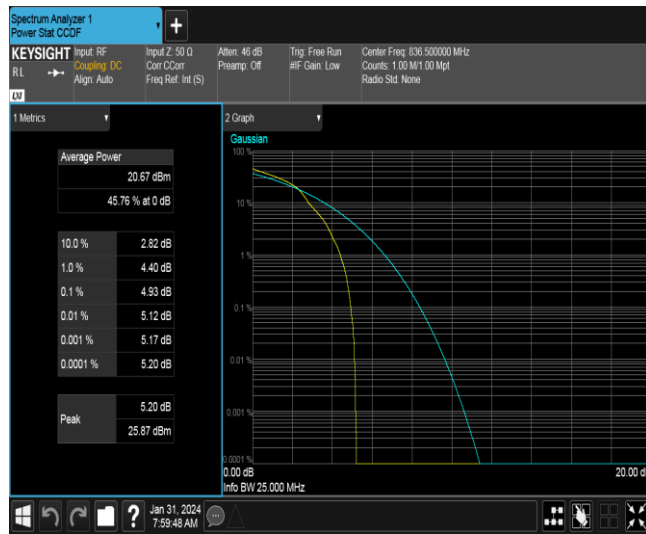 Spectrum Analyzer 1
Power Stat CCDF
+
KEYSIGHT
RL
LXI
Input: RF
Coupling: DC
Align: Auto
Input Z: 50 Ω
Corr CCorr
Freq Ref: Int (S)
Atten: 46 dB
Preamp: Off
Trig: Free Run
#IF Gain: Low
Center Freq: 836.500000 MHz
Counts: 1.00 M/1.00 Mpt
Radio Std: None
1 Metrics
Average Power
20.67 dBm
45.76 % at 0 dB
10.0 % 2.82 dB
1.0 % 4.40 dB
0.1 % 4.93 dB
0.01 % 5.12 dB
0.001 % 5.17 dB
0.0001 % 5.20 dB
Peak
5.20 dB
25.87 dBm
2 Graph
Gaussian
100 %
10 %
1 %
0.1 %
0.01 %
0.001 %
0.0001 %
0.00 dB
20.00 d
Info BW 25.000 MHz
?
Jan 31, 2024
7:59:48 AM